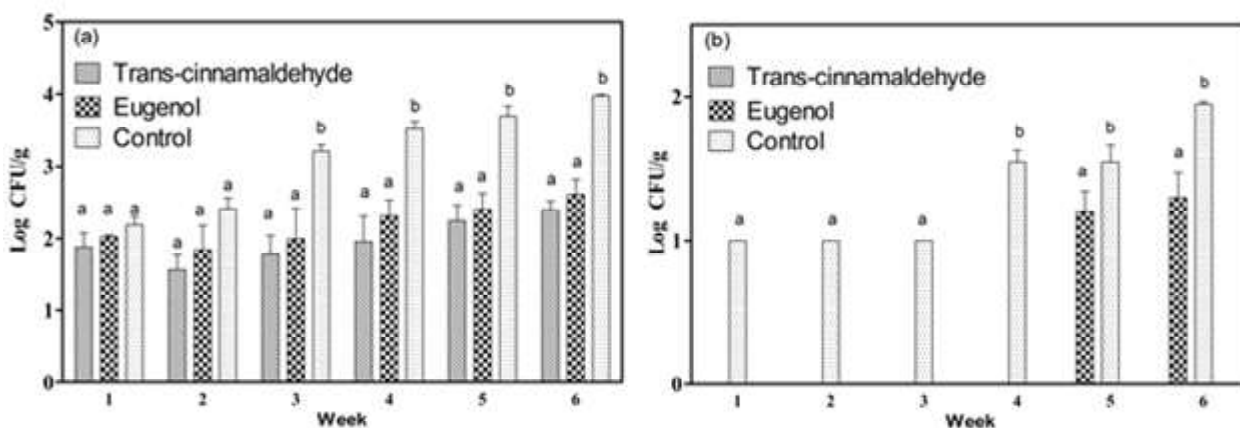 (a)
Trans-cinnamaldehyde
Eugenol
Control
Log CFU/g
5
4
3
2
1
0
a a a
a a a
a a b
a a b
a a b
a a b
1 2 3 4 5 6
Week
(b)
Trans-cinnamaldehyde
Eugenol
Control
Log CFU/g
2
1
0
a
a
a
b
a b
a b
1 2 3 4 5 6
Week